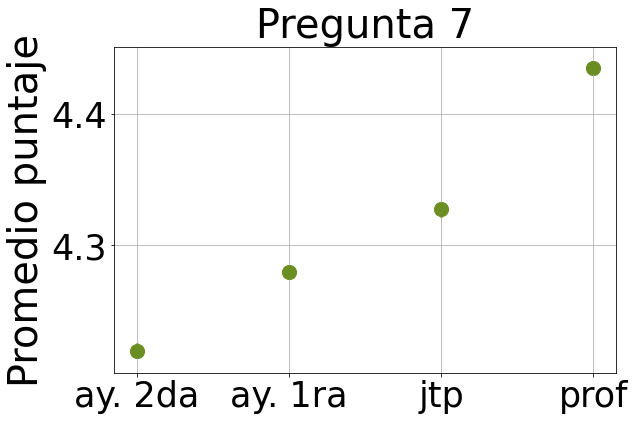 Pregunta 7
Promedio puntaje
4.4
4.3
ay. 2da ay. 1ra jtp prof